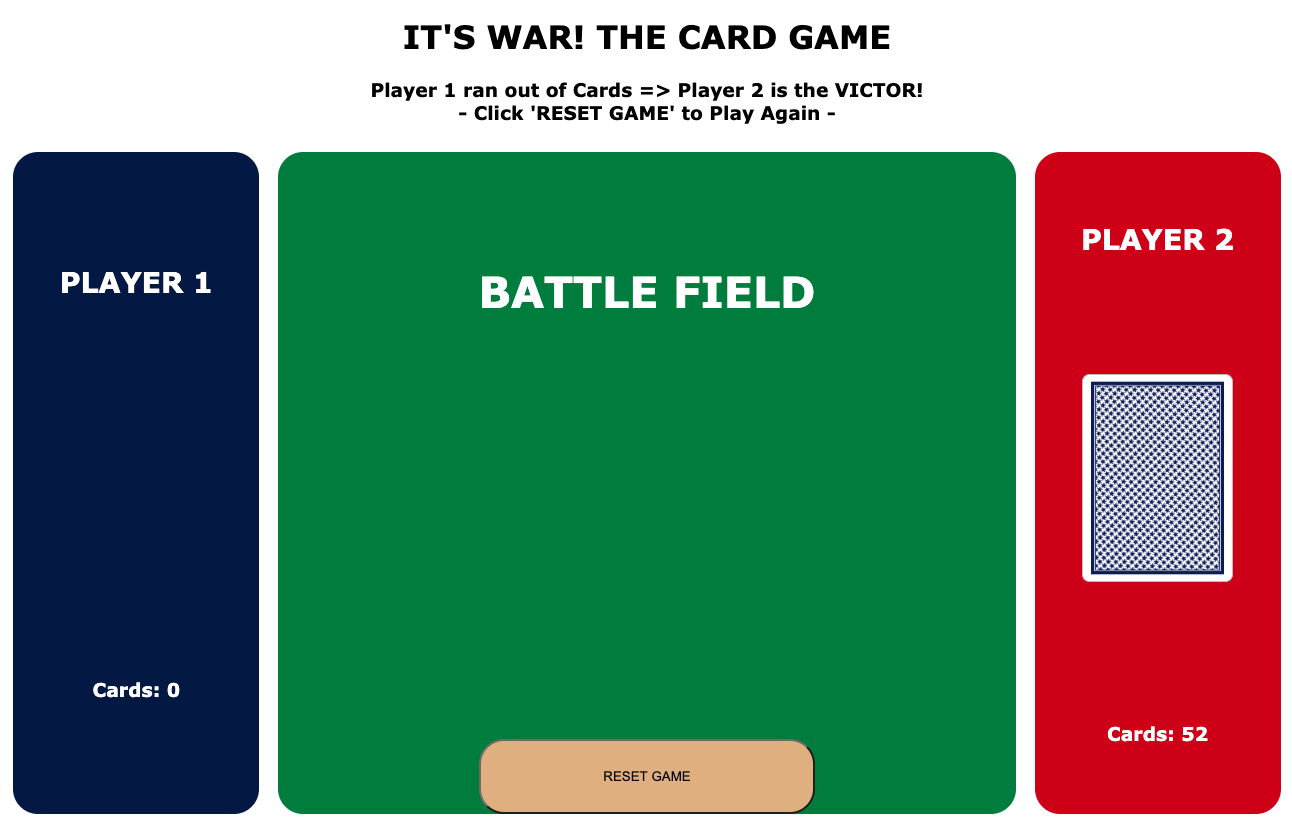 IT'S WAR! THE CARD GAME
Player 1 ran out of Cards => Player 2 is the VICTOR!
- Click 'RESET GAME' to Play Again -
PLAYER 1
Cards: 0
BATTLE FIELD
RESET GAME
PLAYER 2
Cards: 52